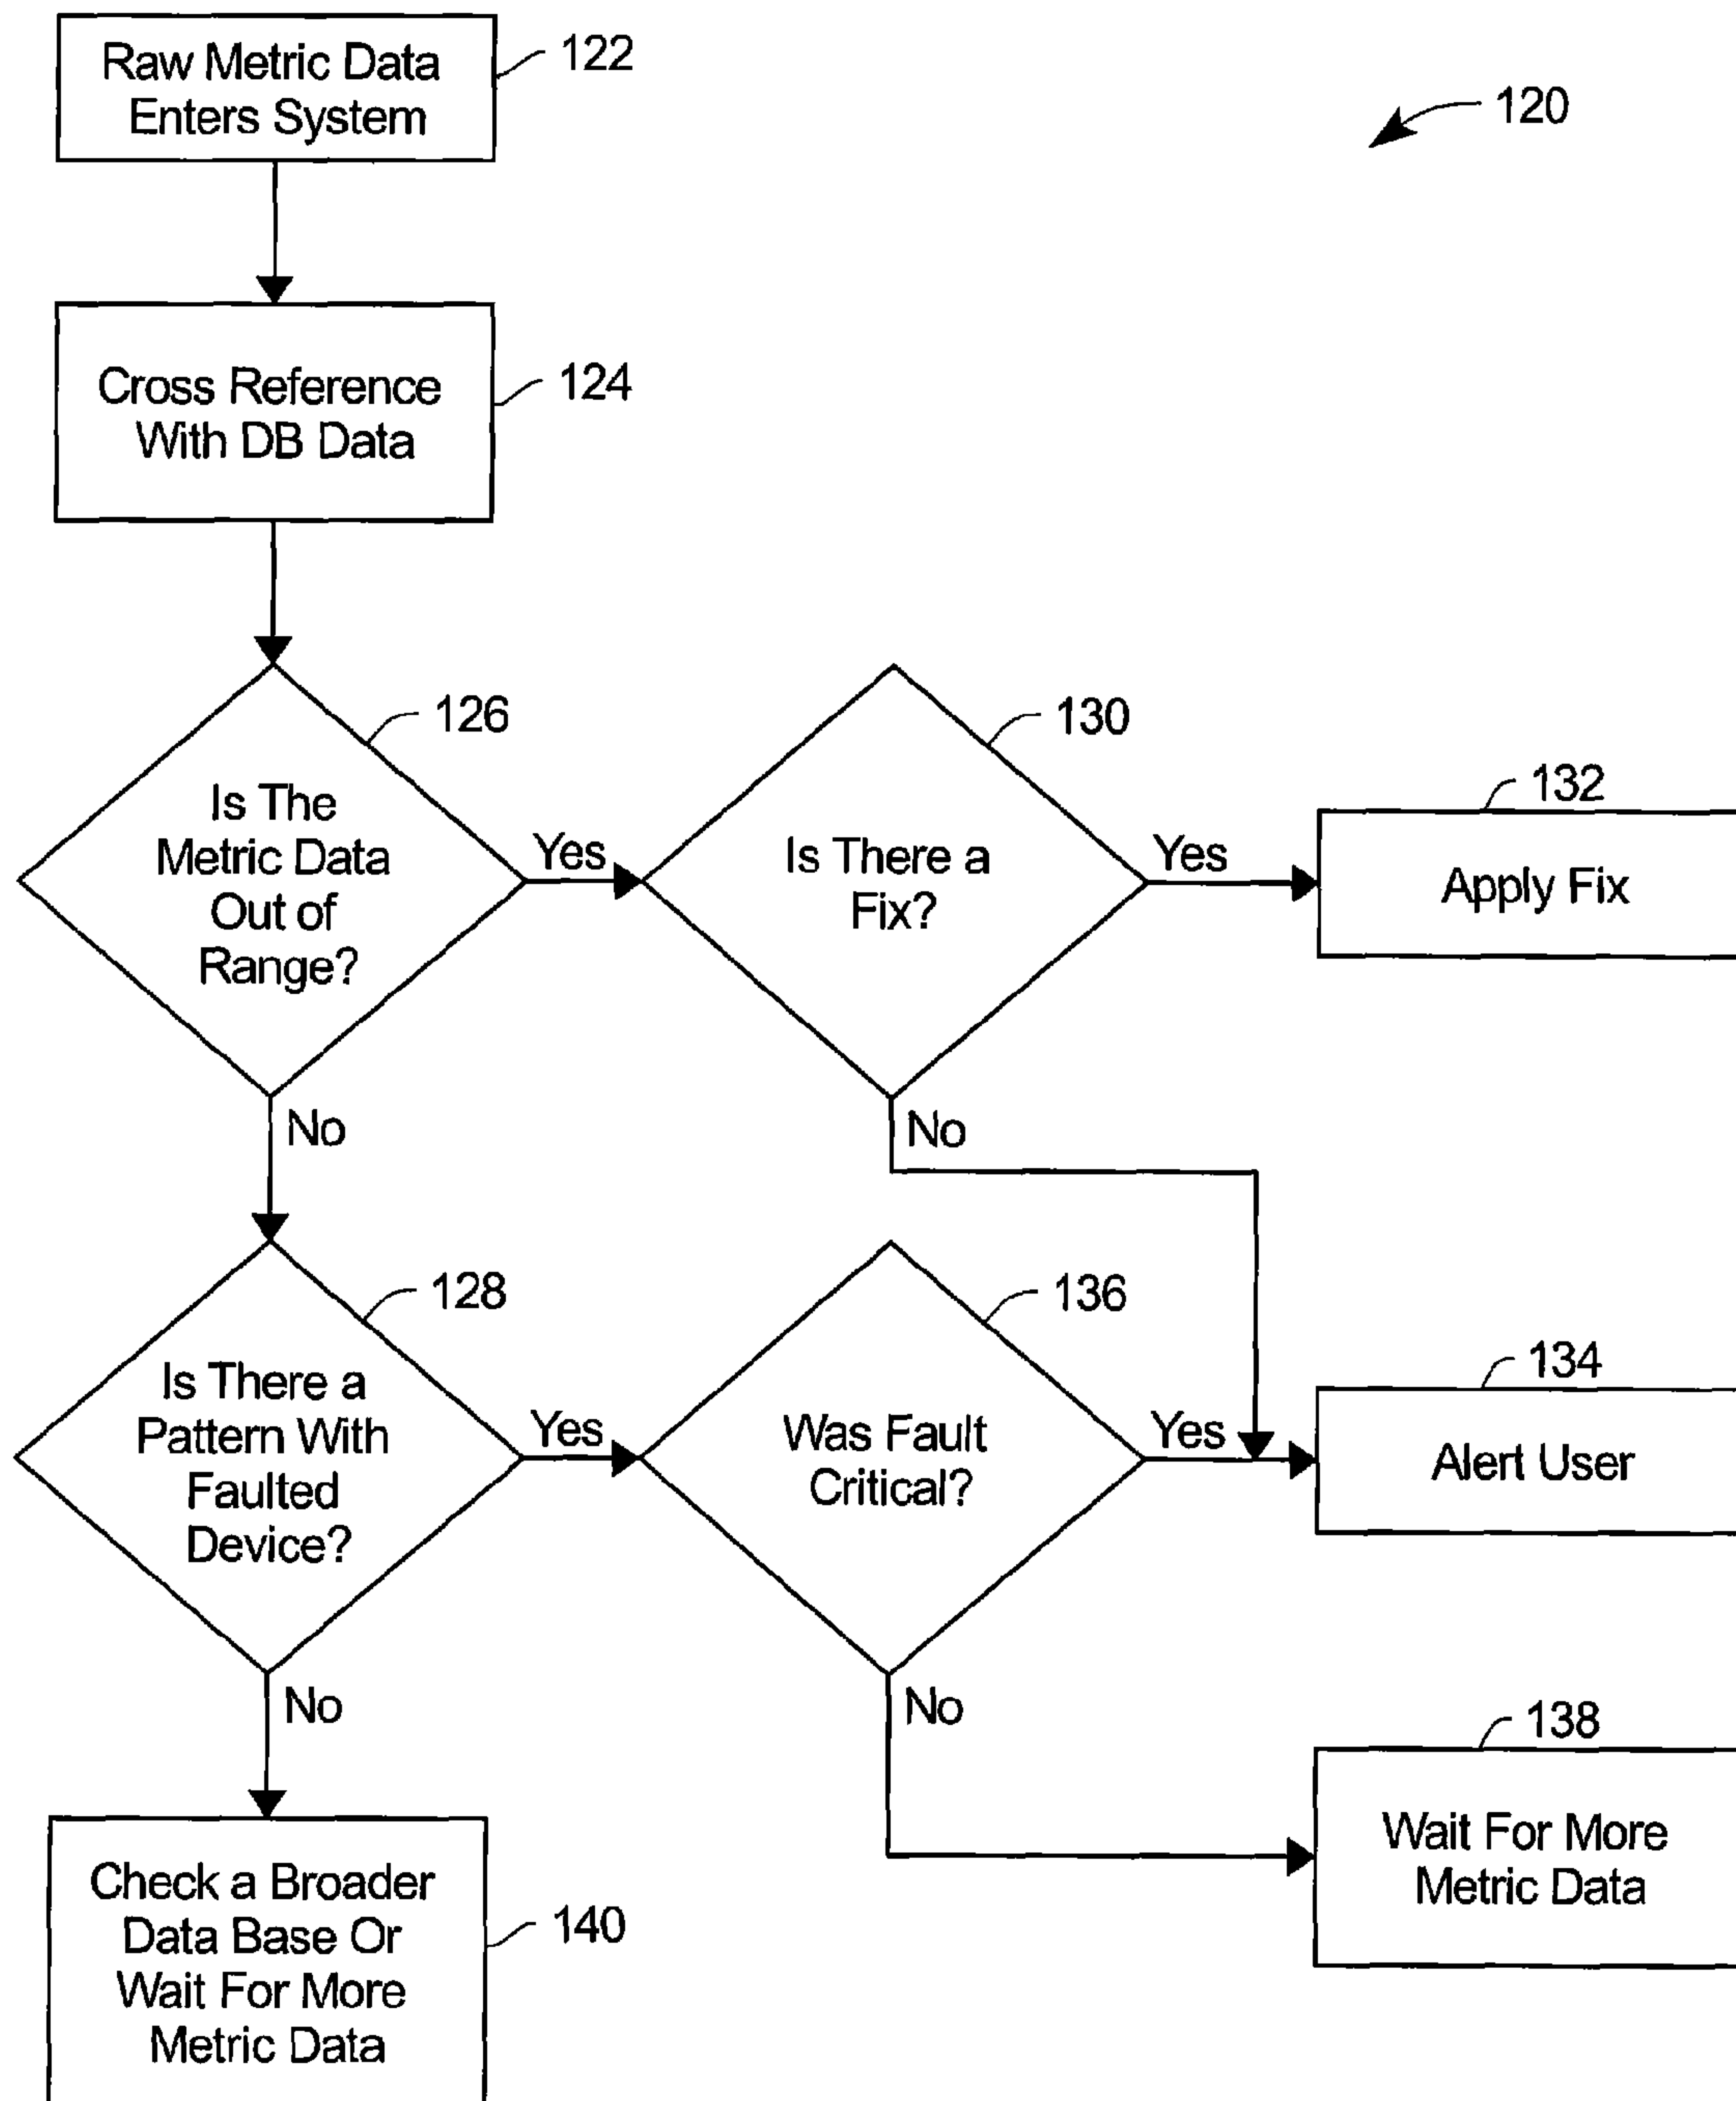 Raw Metric Data
Enters System
122
120
Cross Reference
With DB Data
124
126
Is The
Metric Data
Out of
Range?
Yes
No
130
Is There a
Fix?
Yes
No
132
Apply Fix
128
Is There a
Pattern With
Faulted
Device?
Yes
No
136
Was Fault
Critical?
Yes
No
134
Alert User
138
Wait For More
Metric Data
Check a Broader
Data Base Or
Wait For More
Metric Data
140